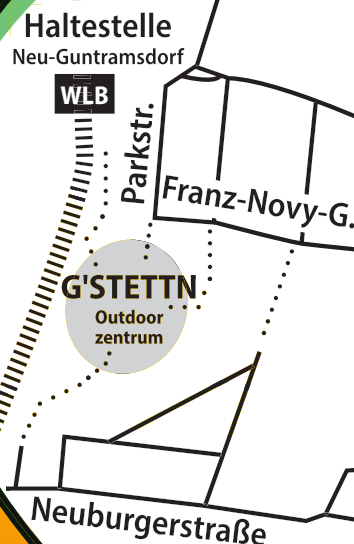 Haltestelle
Neu-Guntramsdorf
WLB
Parkstr.
Franz-Novy-G.
G'STETTN
Outdoor
zentrum
Neuburgerstraße